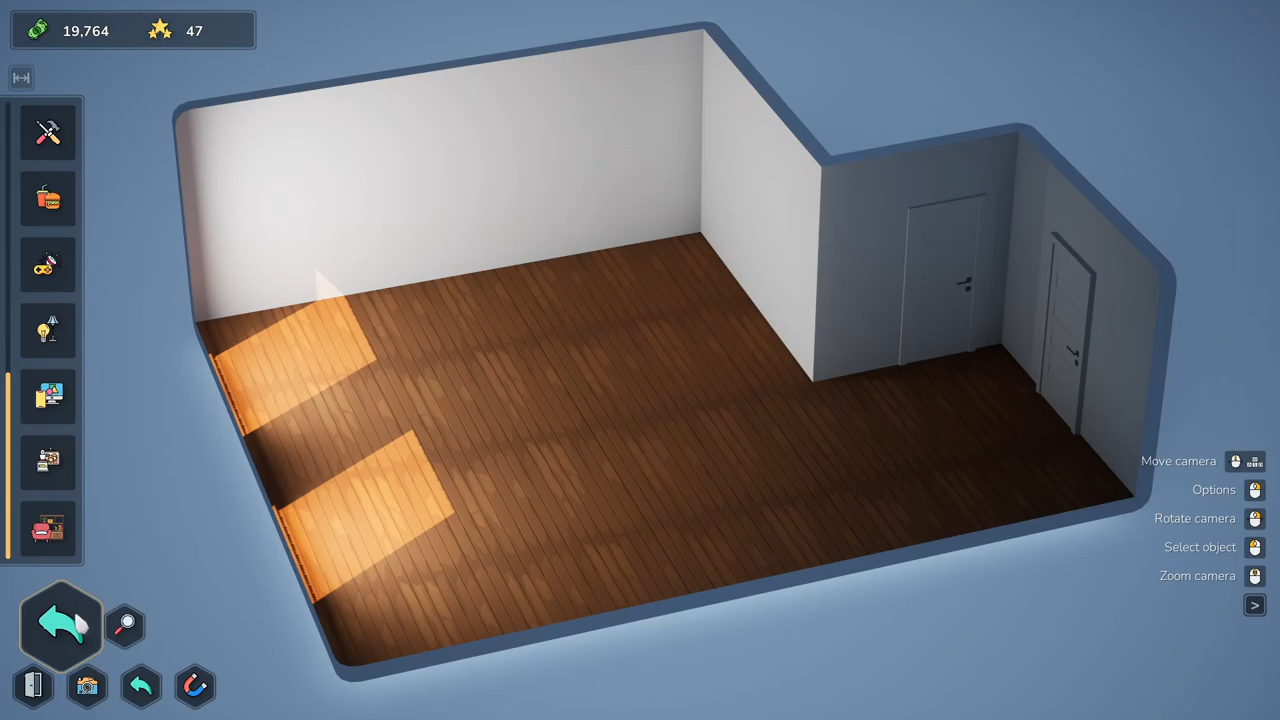 19,764
47
Move camera
Options
Rotate camera
Select object
Zoom camera
>